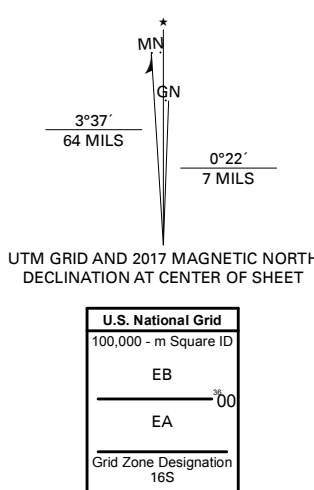 ★
MN
GN
3°37´
64 MILS
0°22´
7 MILS
UTM GRID AND 2017 MAGNETIC NORTH
DECLINATION AT CENTER OF SHEET
U.S. National Grid
100,000 - m Square ID
EB
3600
EA
Grid Zone Designation
16S